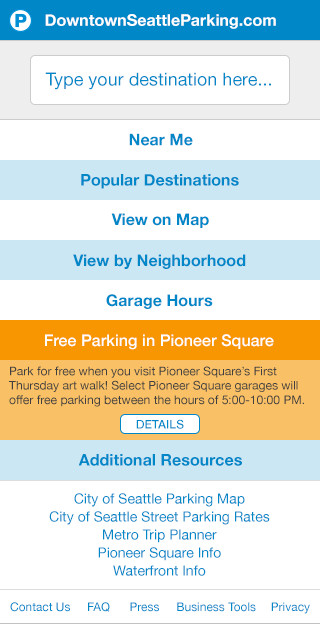 P DowntownSeattleParking.com
Type your destination here...
Near Me
Popular Destinations
View on Map
View by Neighborhood
Garage Hours
Free Parking in Pioneer Square
Park for free when you visit Pioneer Square's First
Thursday art walk! Select Pioneer Square garages will
offer free parking between the hours of 5:00-10:00 PM.
DETAILS
Additional Resources
City of Seattle Parking Map
City of Seattle Street Parking Rates
Metro Trip Planner
Pioneer Square Info
Waterfront Info
Contact Us FAQ Press Business Tools Privacy